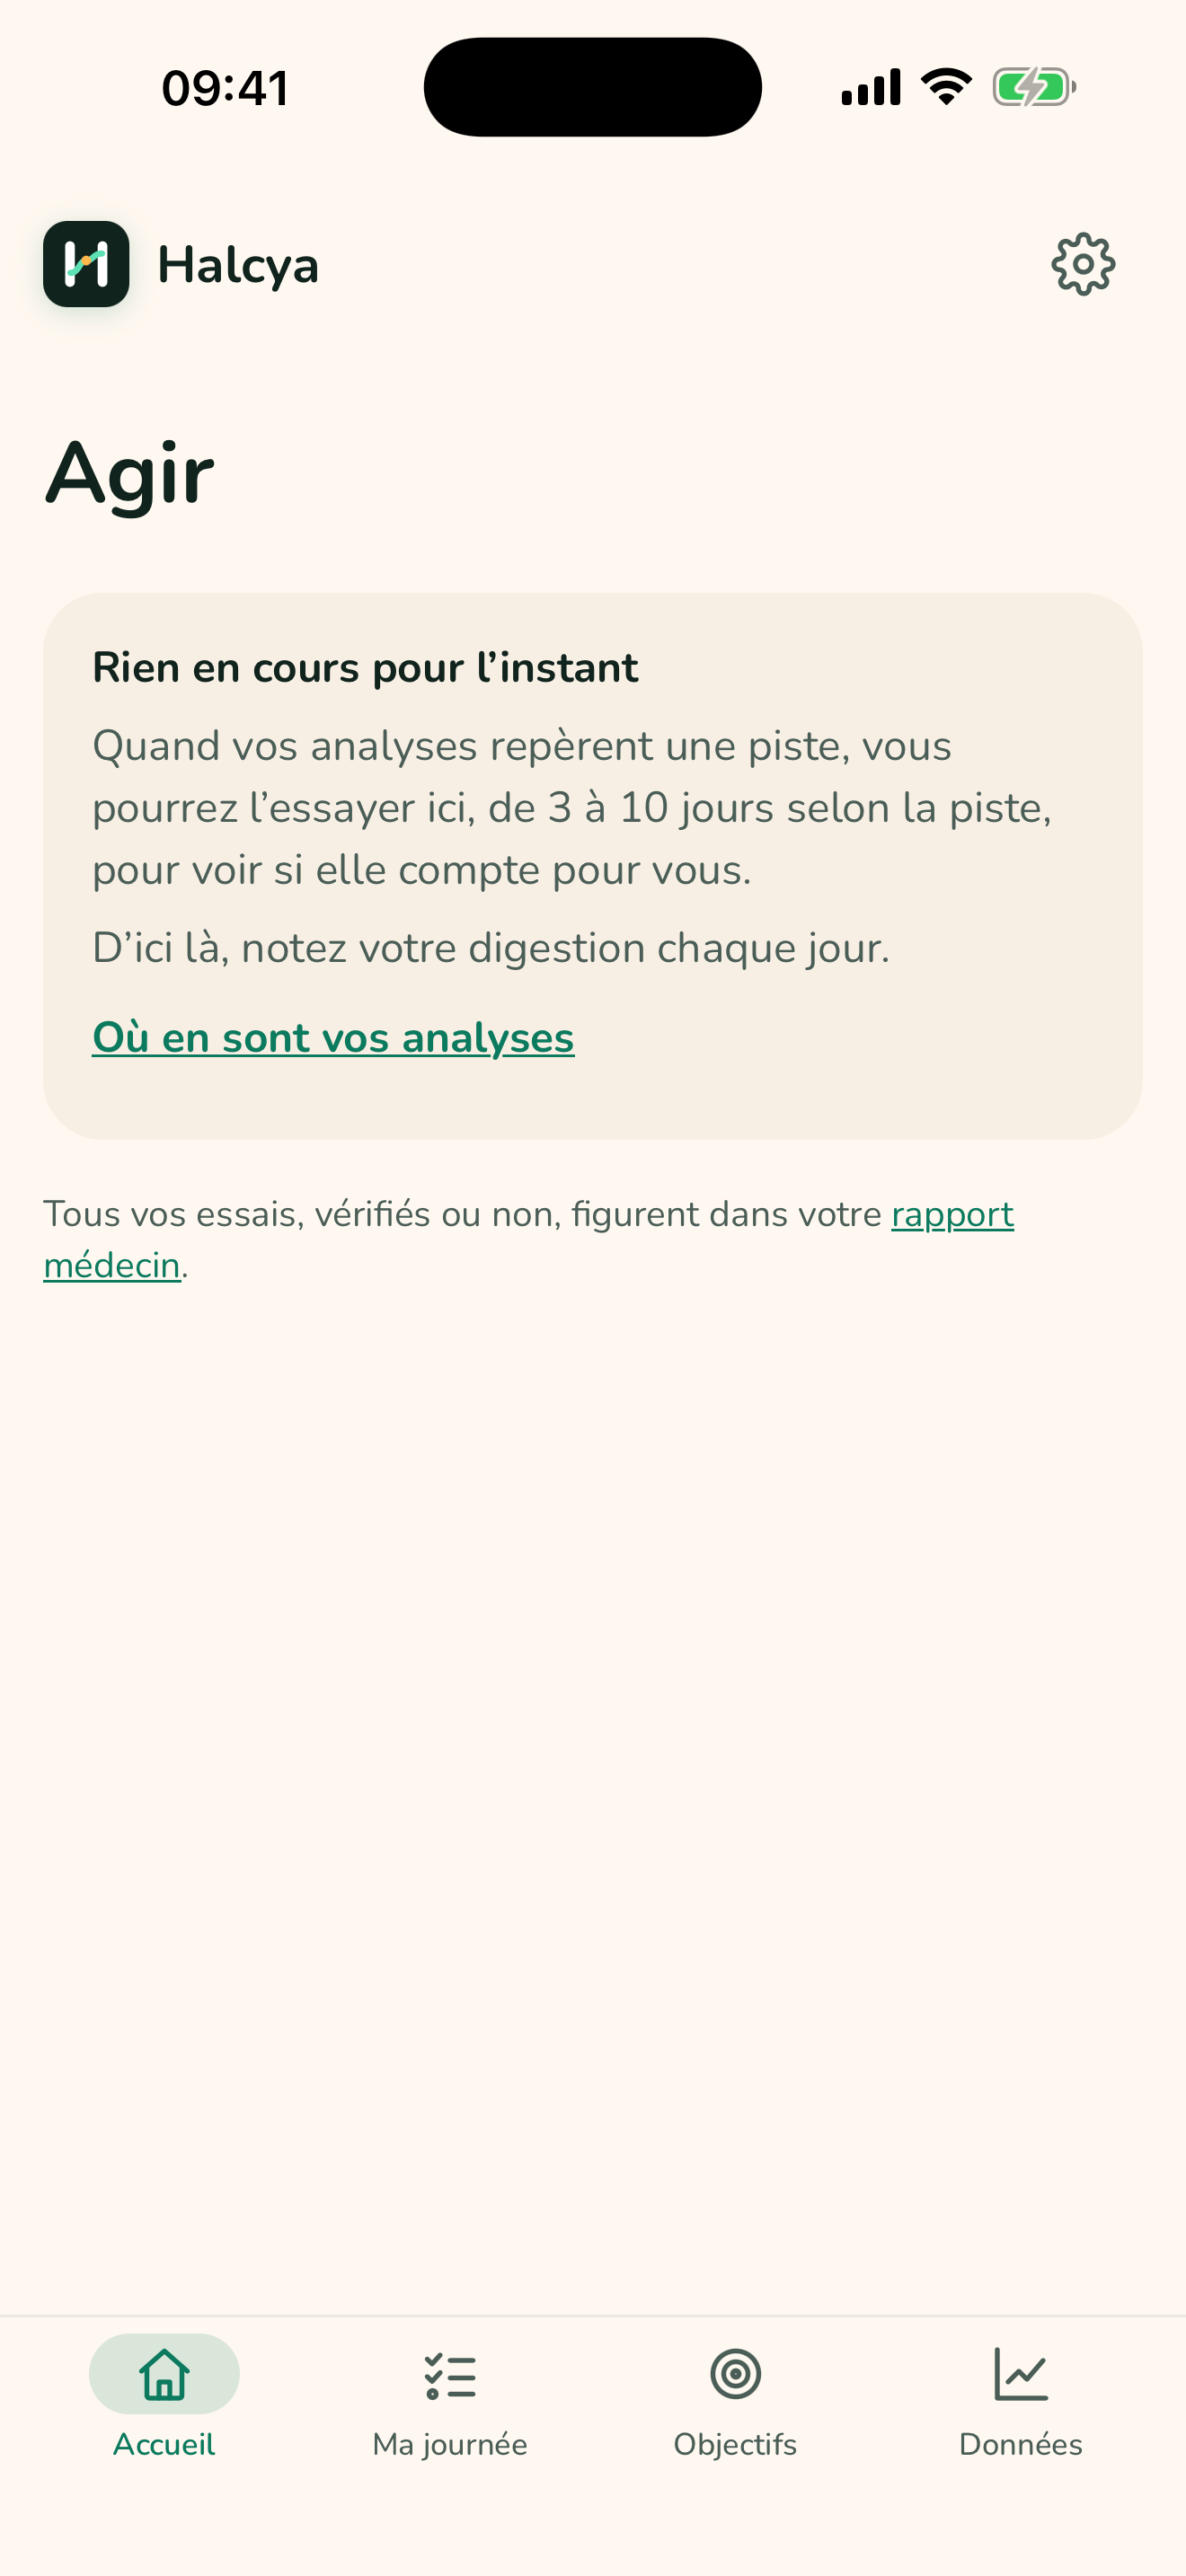 09:41
Halcya
Agir
Rien en cours pour l’instant
Quand vos analyses repèrent une piste, vous
pourrez l’essayer ici, de 3 à 10 jours selon la piste,
pour voir si elle compte pour vous.
D’ici là, notez votre digestion chaque jour.
Où en sont vos analyses
Tous vos essais, vérifiés ou non, figurent dans votre rapport
médecin.
Accueil
Ma journée
Objectifs
Données